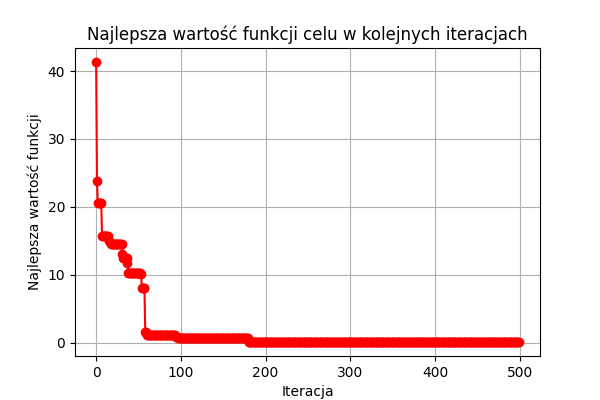 Najlepsza wartość funkcji celu w kolejnych iteracjach
Najlepsza wartość funkcji
40
30
20
10
0
0 100 200 300 400 500
Iteracja